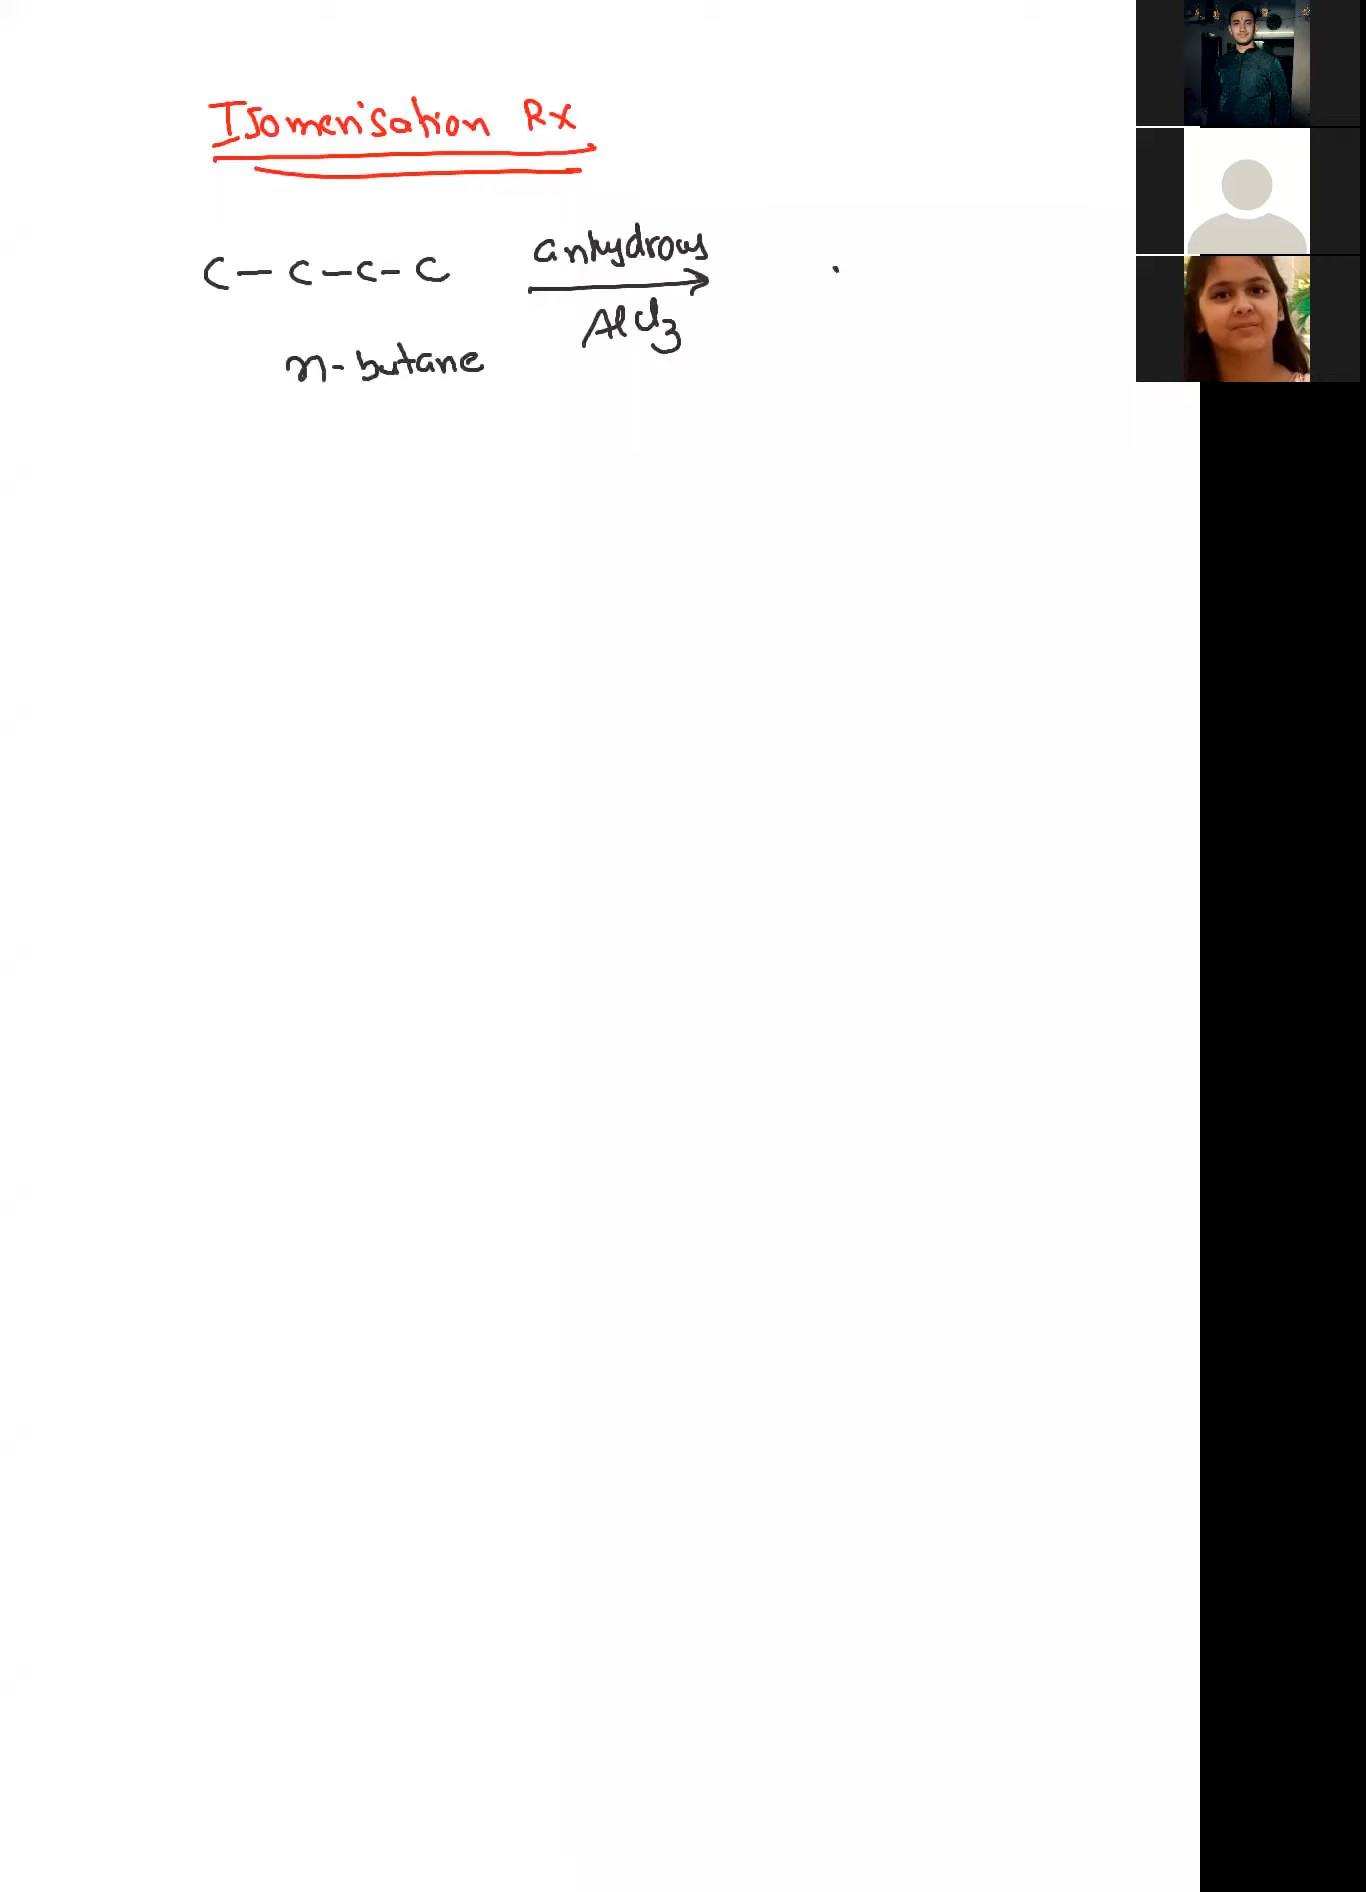 Isomerisation Rx
C - C - C - C
anhydrous
AlCl3
n-butane